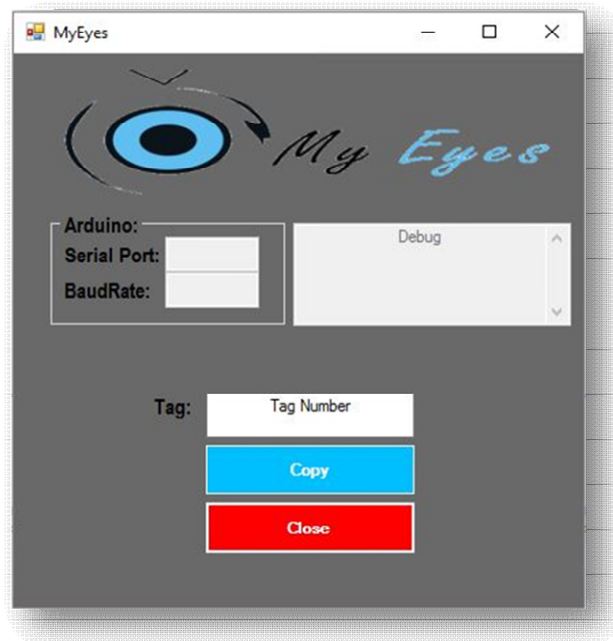 MyEyes
My Eyes
Arduino:
Serial Port:
BaudRate:
Debug
Tag:
Tag Number
Copy
Close